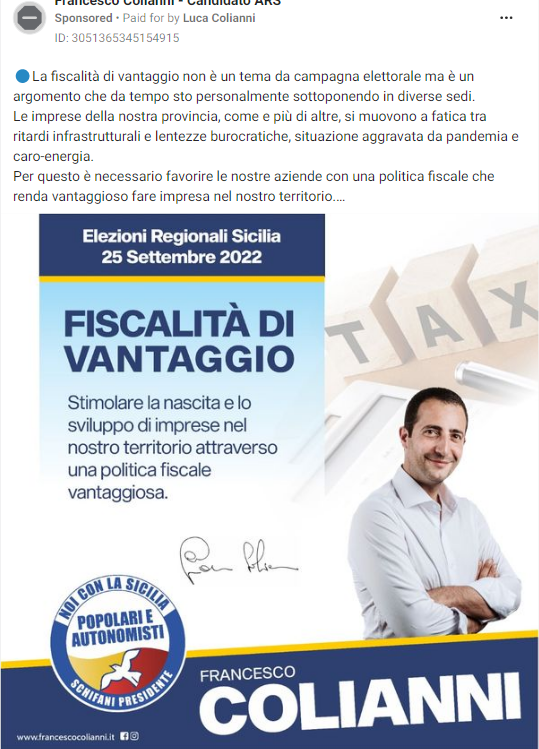 Francesco Colianni - Candidato ARS
Sponsored • Paid for by Luca Colianni
ID: 3051365345154915
La fiscalità di vantaggio non è un tema da campagna elettorale ma è un
argomento che da tempo sto personalmente sottoponendo in diverse sedi.
Le imprese della nostra provincia, come e più di altre, si muovono a fatica tra
ritardi infrastrutturali e lentezze burocratiche, situazione aggravata da pandemia e
caro-energia.
Per questo è necessario favorire le nostre aziende con una politica fiscale che
renda vantaggioso fare impresa nel nostro territorio....
Elezioni Regionali Sicilia
25 Settembre 2022
FISCALITÀ DI
VANTAGGIO
TAX
Stimolare la nascita e lo
sviluppo di imprese nel
nostro territorio attraverso
una politica fiscale
vantaggiosa.
NOI CON LA SICILIA
POPOLARI E
AUTONOMISTI
SCHIFANI PRESIDENTE
FRANCESCO
COLIANNI
www.francescocolianni.it